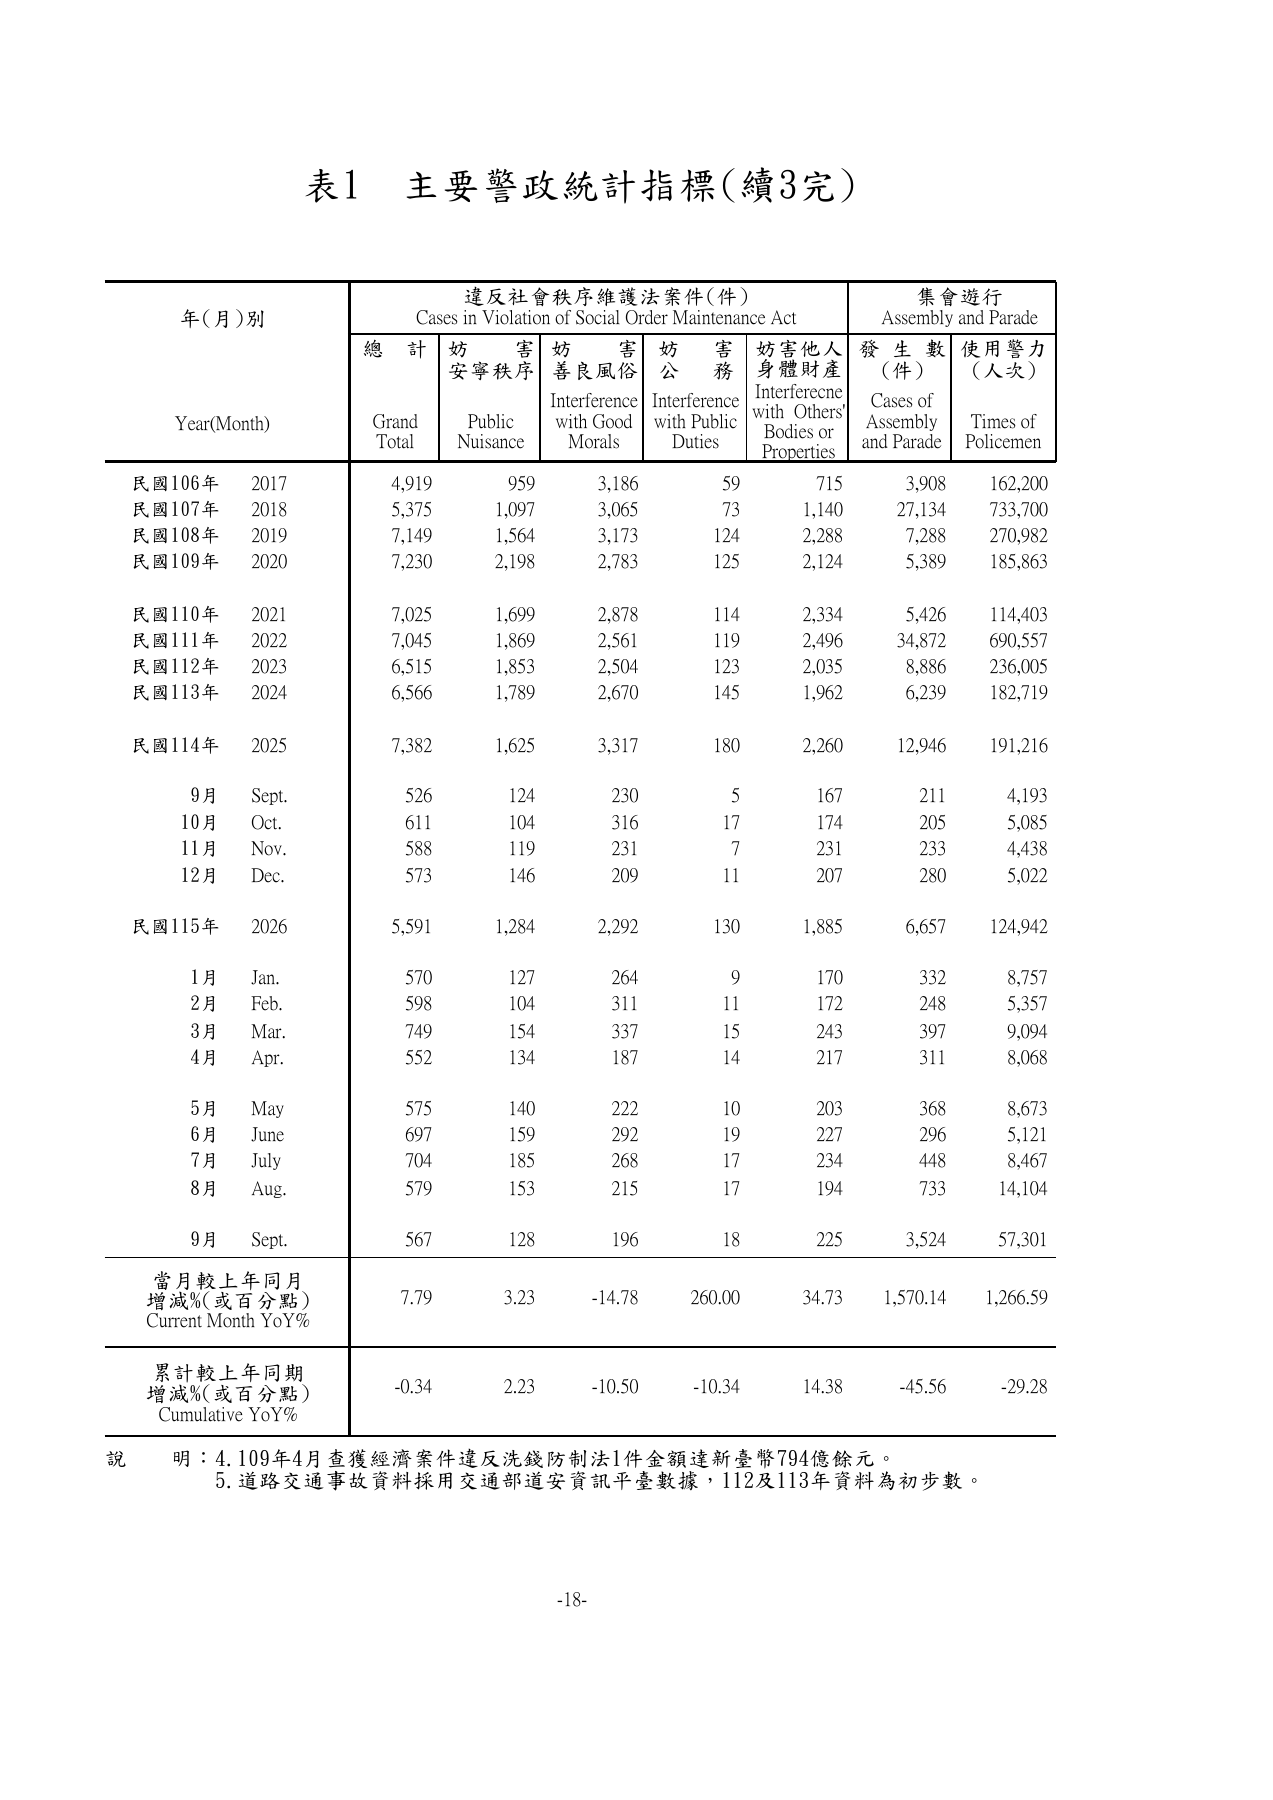 表1　主要警政統計指標(續3完)
年(月)別 違反社會秩序維護法案件(件) 集會遊行
Cases in Violation of Social Order Maintenance Act Assembly and Parade
總　計 妨　　害 妨　　害 妨　　害 妨害他人 發 生 數 使用警力
安寧秩序 善良風俗 公　　務 身體財產 (件) (人次)
Year(Month) Grand Total Public Nuisance Interference with Good Morals Interference with Public Duties Interferecne with Others' Bodies or Properties Cases of Assembly and Parade Times of Policemen
民國106年 2017 4,919 959 3,186 59 715 3,908 162,200
民國107年 2018 5,375 1,097 3,065 73 1,140 27,134 733,700
民國108年 2019 7,149 1,564 3,173 124 2,288 7,288 270,982
民國109年 2020 7,230 2,198 2,783 125 2,124 5,389 185,863
民國110年 2021 7,025 1,699 2,878 114 2,334 5,426 114,403
民國111年 2022 7,045 1,869 2,561 119 2,496 34,872 690,557
民國112年 2023 6,515 1,853 2,504 123 2,035 8,886 236,005
民國113年 2024 6,566 1,789 2,670 145 1,962 6,239 182,719
民國114年 2025 7,382 1,625 3,317 180 2,260 12,946 191,216
9月 Sept. 526 124 230 5 167 211 4,193
10月 Oct. 611 104 316 17 174 205 5,085
11月 Nov. 588 119 231 7 231 233 4,438
12月 Dec. 573 146 209 11 207 280 5,022
民國115年 2026 5,591 1,284 2,292 130 1,885 6,657 124,942
1月 Jan. 570 127 264 9 170 332 8,757
2月 Feb. 598 104 311 11 172 248 5,357
3月 Mar. 749 154 337 15 243 397 9,094
4月 Apr. 552 134 187 14 217 311 8,068
5月 May 575 140 222 10 203 368 8,673
6月 June 697 159 292 19 227 296 5,121
7月 July 704 185 268 17 234 448 8,467
8月 Aug. 579 153 215 17 194 733 14,104
9月 Sept. 567 128 196 18 225 3,524 57,301
當月較上年同月
增減%(或百分點) 7.79 3.23 -14.78 260.00 34.73 1,570.14 1,266.59
Current Month YoY%
累計較上年同期
增減%(或百分點) -0.34 2.23 -10.50 -10.34 14.38 -45.56 -29.28
Cumulative YoY%
說　　明：4.109年4月查獲經濟案件違反洗錢防制法1件金額達新臺幣794億餘元。
5.道路交通事故資料採用交通部道安資訊平臺數據，112及113年資料為初步數。
-18-